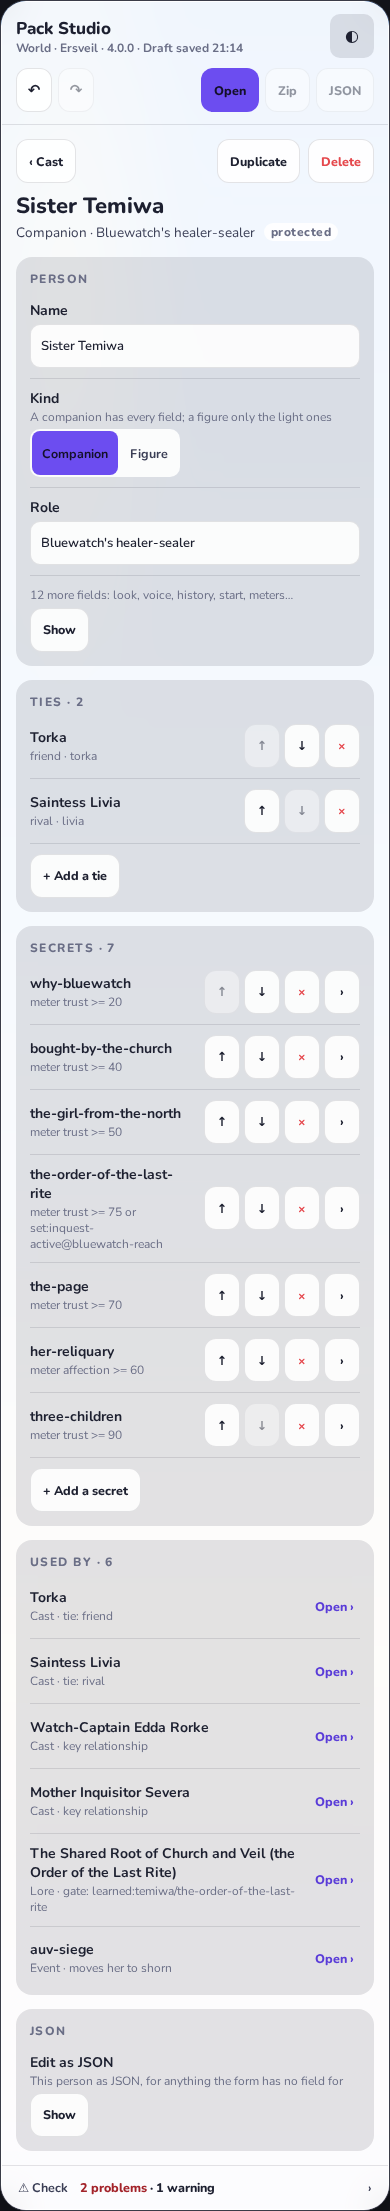 Pack Studio
World · Ersveil · 4.0.0 · Draft saved 21:14
◐
↶ ↷ Open Zip JSON
‹ Cast Duplicate Delete
Sister Temiwa
Companion · Bluewatch's healer-sealer protected
PERSON
Name
Sister Temiwa
Kind
A companion has every field; a figure only the light ones
Companion Figure
Role
Bluewatch's healer-sealer
12 more fields: look, voice, history, start, meters…
Show
TIES · 2
Torka
friend · torka
↑ ↓ ×
Saintess Livia
rival · livia
↑ ↓ ×
+ Add a tie
SECRETS · 7
why-bluewatch
meter trust >= 20
↑ ↓ × ›
bought-by-the-church
meter trust >= 40
↑ ↓ × ›
the-girl-from-the-north
meter trust >= 50
↑ ↓ × ›
the-order-of-the-last-
rite
meter trust >= 75 or
set:inquest-
active@bluewatch-reach
↑ ↓ × ›
the-page
meter trust >= 70
↑ ↓ × ›
her-reliquary
meter affection >= 60
↑ ↓ × ›
three-children
meter trust >= 90
↑ ↓ × ›
+ Add a secret
USED BY · 6
Torka
Cast · tie: friend
Open ›
Saintess Livia
Cast · tie: rival
Open ›
Watch-Captain Edda Rorke
Cast · key relationship
Open ›
Mother Inquisitor Severa
Cast · key relationship
Open ›
The Shared Root of Church and Veil (the
Order of the Last Rite)
Lore · gate: learned:temiwa/the-order-of-the-last-
rite
Open ›
auv-siege
Event · moves her to shorn
Open ›
JSON
Edit as JSON
This person as JSON, for anything the form has no field for
Show
⚠ Check 2 problems · 1 warning ›